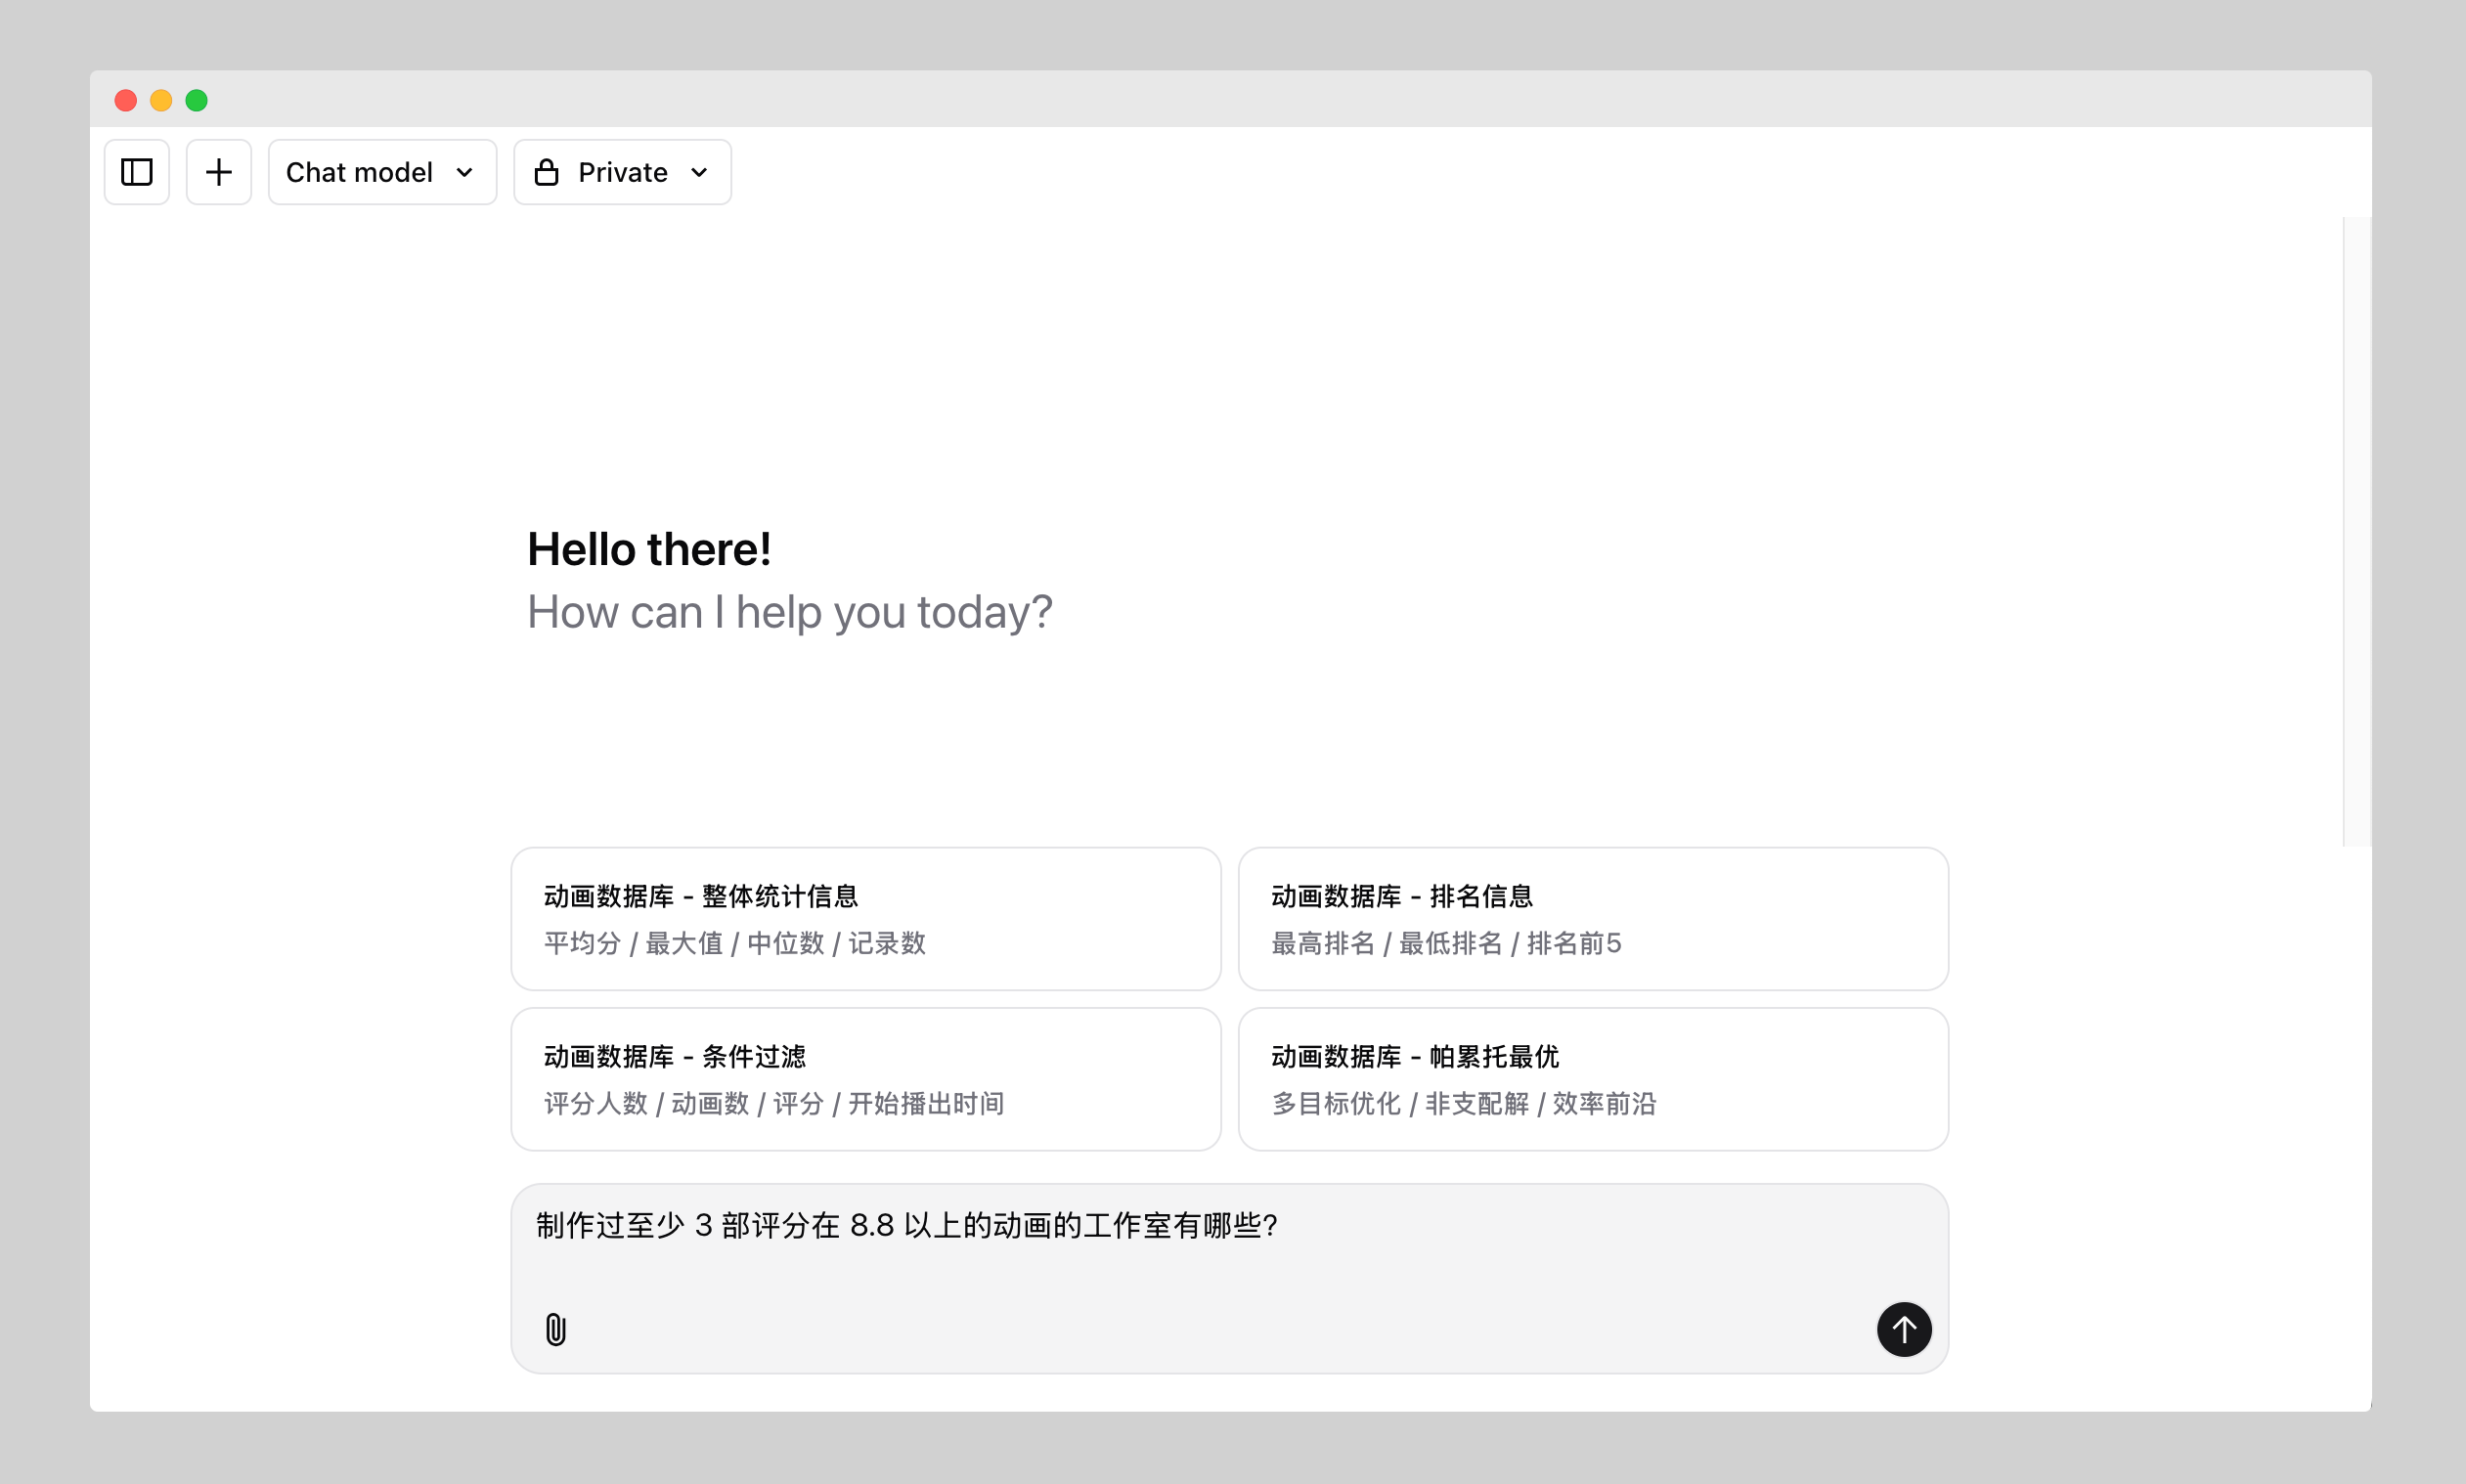 Chat model
Private
Hello there!
How can I help you today?
动画数据库 - 整体统计信息
平均分 / 最大值 / 中位数 / 记录数
动画数据库 - 排名信息
最高排名 / 最低排名 / 排名前5
动画数据库 - 条件过滤
评分人数 / 动画数 / 评分 / 开始播出时间
动画数据库 - 帕累托最优
多目标优化 / 非支配解 / 效率前沿
制作过至少 3 部评分在 8.8 以上的动画的工作室有哪些?